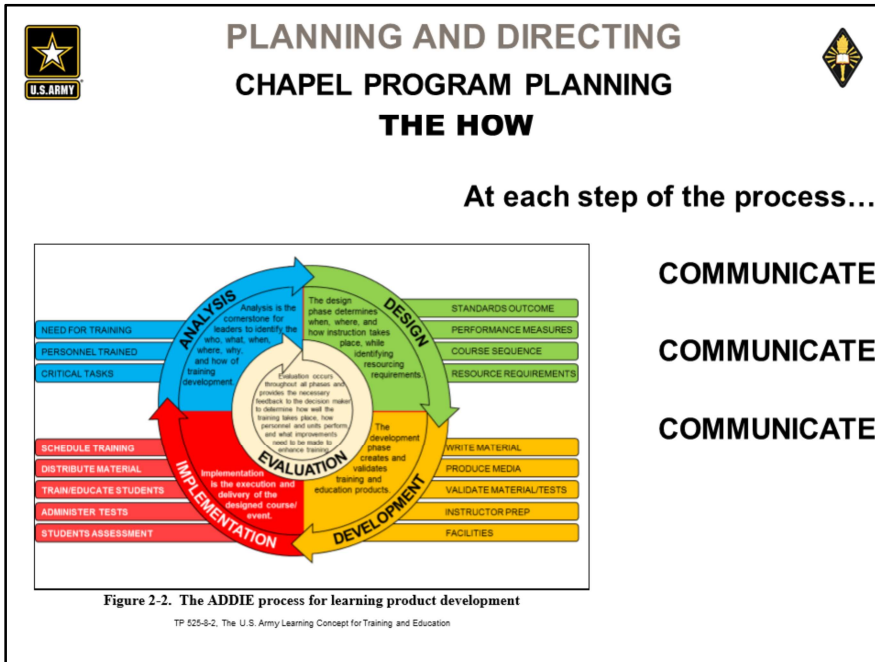 PLANNING AND DIRECTING
CHAPEL PROGRAM PLANNING
THE HOW
U.S.ARMY
At each step of the process…
COMMUNICATE
COMMUNICATE
COMMUNICATE
ANALYSIS
Analysis is the
cornerstone for
leaders to identify the
who, what, when,
where, why,
and how of
training
development.
NEED FOR TRAINING
PERSONNEL TRAINED
CRITICAL TASKS
DESIGN
The design
phase determines
when, where, and
how instruction takes
place, while
identifying
resourcing
requirements.
STANDARDS OUTCOME
PERFORMANCE MEASURES
COURSE SEQUENCE
RESOURCE REQUIREMENTS
Evaluation occurs
throughout all phases and
provides the necessary
feedback to the decision maker
to determine how well the
training takes place, how
personnel and units perform,
and what improvements
need to be made to
enhance training.
EVALUATION
SCHEDULE TRAINING
DISTRIBUTE MATERIAL
TRAIN/EDUCATE STUDENTS
ADMINISTER TESTS
STUDENTS ASSESSMENT
IMPLEMENTATION
Implementation
is the execution and
delivery of the
designed course/
event.
The
development
phase
creates and
validates
training and
education products.
DEVELOPMENT
WRITE MATERIAL
PRODUCE MEDIA
VALIDATE MATERIAL/TESTS
INSTRUCTOR PREP
FACILITIES
Figure 2-2. The ADDIE process for learning product development
TP 525-8-2, The U.S. Army Learning Concept for Training and Education